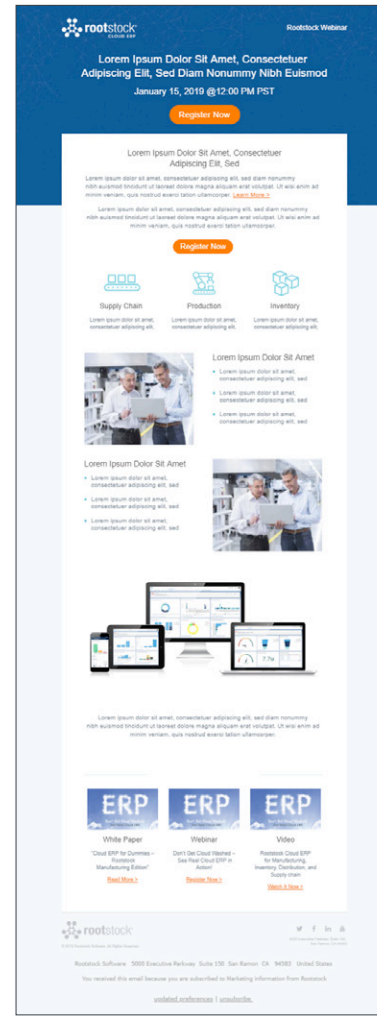 rootstock
CLOUD ERP
Rootstock Webinar
Lorem Ipsum Dolor Sit Amet, Consectetuer
Adipiscing Elit, Sed Diam Nonummy Nibh Euismod
January 15, 2019 @12:00 PM PST
Register Now
Lorem Ipsum Dolor Sit Amet, Consectetuer
Adipiscing Elit, Sed
Lorem ipsum dolor sit amet, consectetuer adipiscing elit, sed diam nonummy
nibh euismod tincidunt ut laoreet dolore magna aliquam erat volutpat. Ut wisi enim ad
minim veniam, quis nostrud exerci tation ullamcorper. Learn More >
Lorem ipsum dolor sit amet, consectetuer adipiscing elit, sed diam nonummy
nibh euismod tincidunt ut laoreet dolore magna aliquam erat volutpat. Ut wisi enim ad
minim veniam, quis nostrud exerci tation ullamcorper.
Register Now
Supply Chain
Lorem ipsum dolor sit amet,
consectetuer adipiscing elit.
Production
Lorem ipsum dolor sit amet,
consectetuer adipiscing elit.
Inventory
Lorem ipsum dolor sit amet,
consectetuer adipiscing elit.
Lorem Ipsum Dolor Sit Amet
Lorem ipsum dolor sit amet,
consectetuer adipiscing elit, sed
Lorem ipsum dolor sit amet,
consectetuer adipiscing elit, sed
Lorem ipsum dolor sit amet,
consectetuer adipiscing elit, sed
Lorem Ipsum Dolor Sit Amet
Lorem ipsum dolor sit amet,
consectetuer adipiscing elit, sed
Lorem ipsum dolor sit amet,
consectetuer adipiscing elit, sed
Lorem ipsum dolor sit amet,
consectetuer adipiscing elit, sed
Lorem ipsum dolor sit amet, consectetuer adipiscing elit, sed diam nonummy
nibh euismod tincidunt ut laoreet dolore magna aliquam erat volutpat. Ut wisi enim ad
minim veniam, quis nostrud exerci tation ullamcorper.
ERP
White Paper
"Cloud ERP for Dummies –
Rootstock
Manufacturing Edition"
Read More >
ERP
Webinar
Don't Get Cloud Washed –
See Real Cloud ERP in
Action!
Register Now >
ERP
Video
Rootstock Cloud ERP
for Manufacturing,
Inventory, Distribution, and
Supply chain
Watch It Now >
rootstock
Rootstock Software 5000 Executive Parkway Suite 150 San Ramon CA 94583 United States
You received this email because you are subscribed to Marketing Information from Rootstock
updated preferences | unsubscribe.